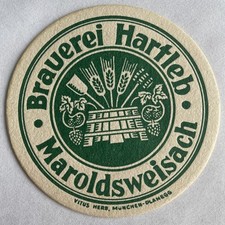 · Brauerei Hartleb ·
Maroldsweisach
VITUS HERB, MÜNCHEN-PLANEGG